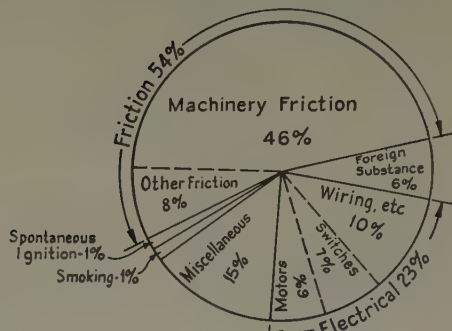 Friction 54%
Machinery Friction
46%
Foreign
Substance
6%
Other Friction
8%
Wiring, etc
10%
Spontaneous
Ignition-1%
Smoking-1%
Miscellaneous
15%
Switches
7%
Motors
6%
Electrical 23%